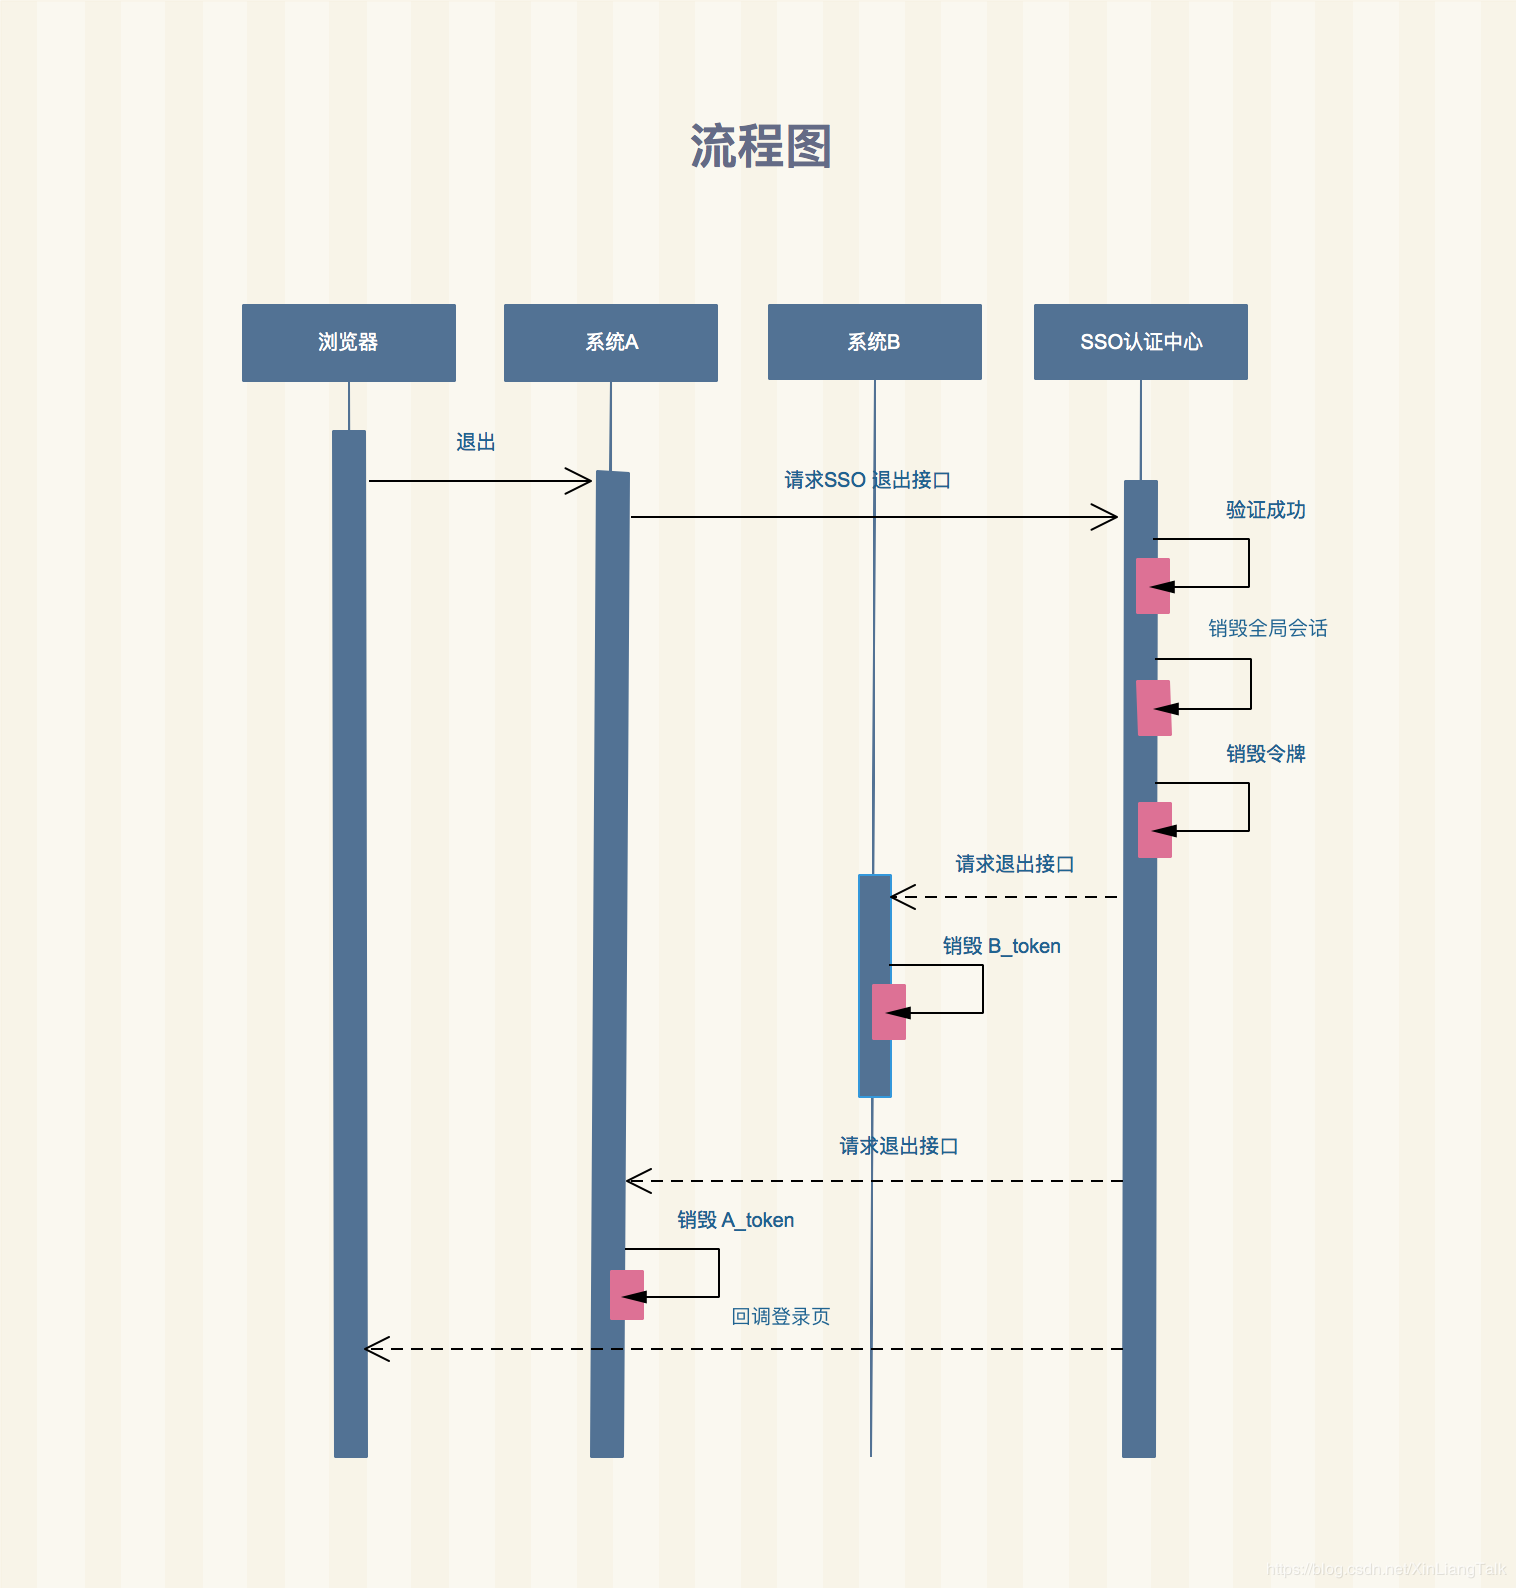 流程图
浏览器
系统A
系统B
SSO认证中心
退出
请求SSO 退出接口
验证成功
销毁全局会话
销毁令牌
请求退出接口
销毁 B_token
请求退出接口
销毁 A_token
回调登录页
https://blog.csdn.net/XinLiangTalk